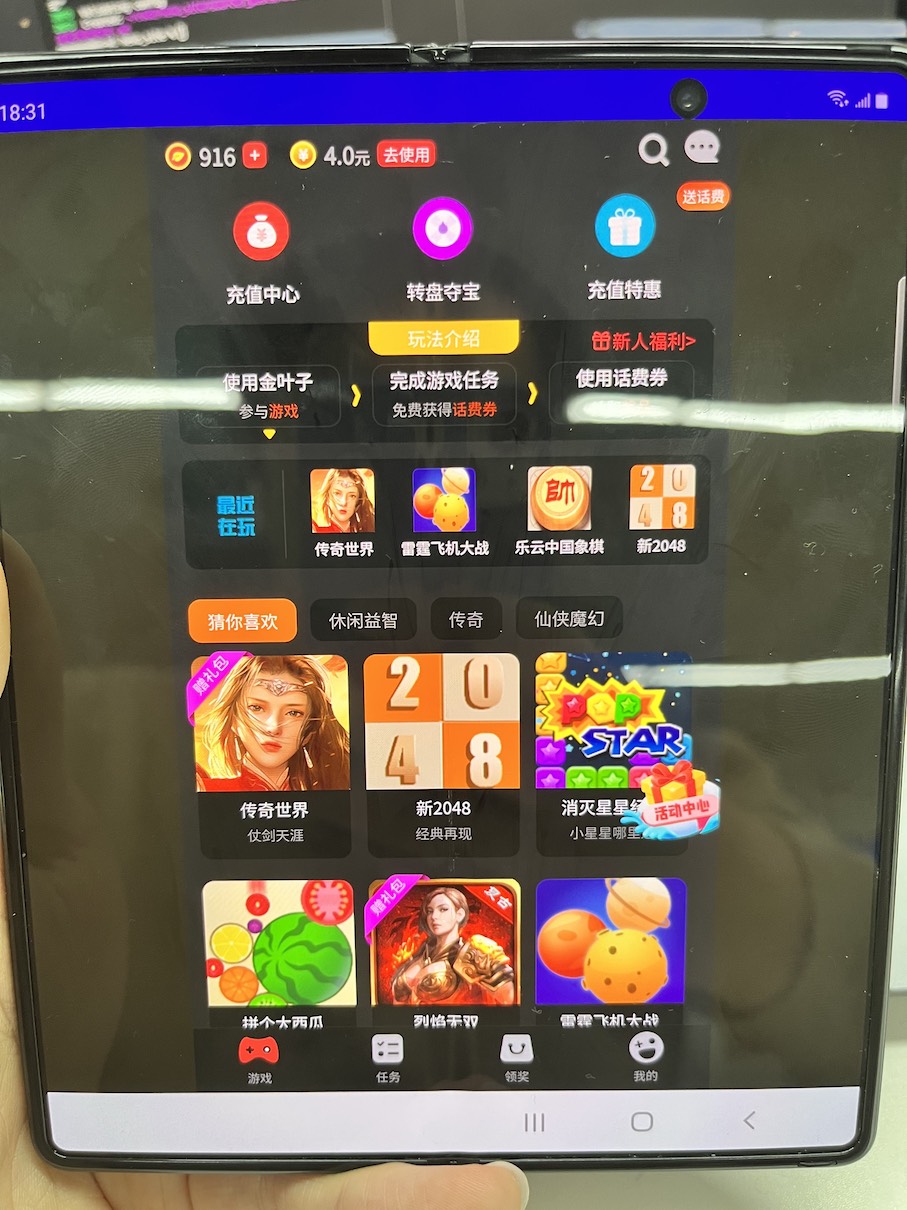 18:31
916 + ¥ 4.0元 去使用
送话费
充值中心 转盘夺宝 充值特惠
玩法介绍 新人福利>
使用金叶子 完成游戏任务 使用话费券
参与游戏 免费获得话费券
最近
在玩
帥
2 0
4 8
传奇世界 雷霆飞机大战 乐云中国象棋 新2048
猜你喜欢 休闲益智 传奇 仙侠魔幻
赠礼包
2 0
4 8
POP
STAR
活动中心
传奇世界 新2048 消灭星星
仗剑天涯 经典再现 小星星哪里
赠礼包 复古
拼个大西瓜 烈焰无双 雷霆飞机大战
游戏 任务 领奖 我的